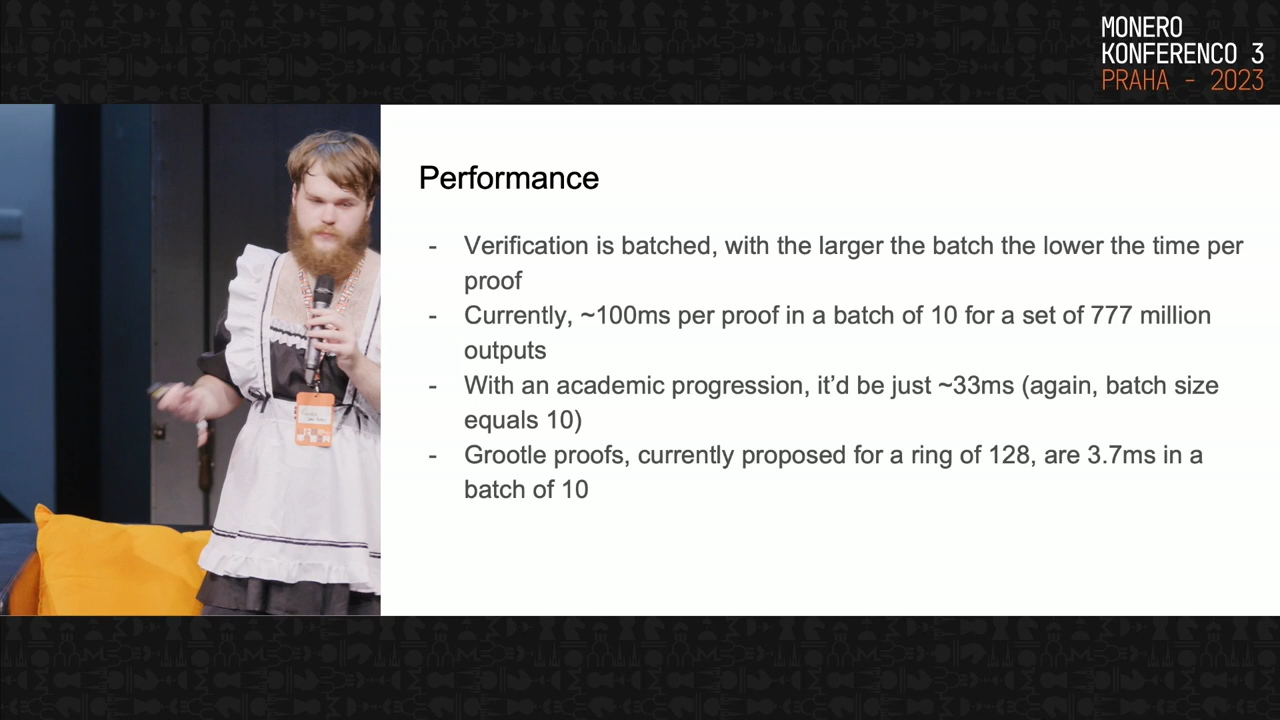 MONERO
KONFERENCO 3
PRAHA - 2023
Performance
- Verification is batched, with the larger the batch the lower the time per
proof
- Currently, ~100ms per proof in a batch of 10 for a set of 777 million
outputs
- With an academic progression, it’d be just ~33ms (again, batch size
equals 10)
- Grootle proofs, currently proposed for a ring of 128, are 3.7ms in a
batch of 10